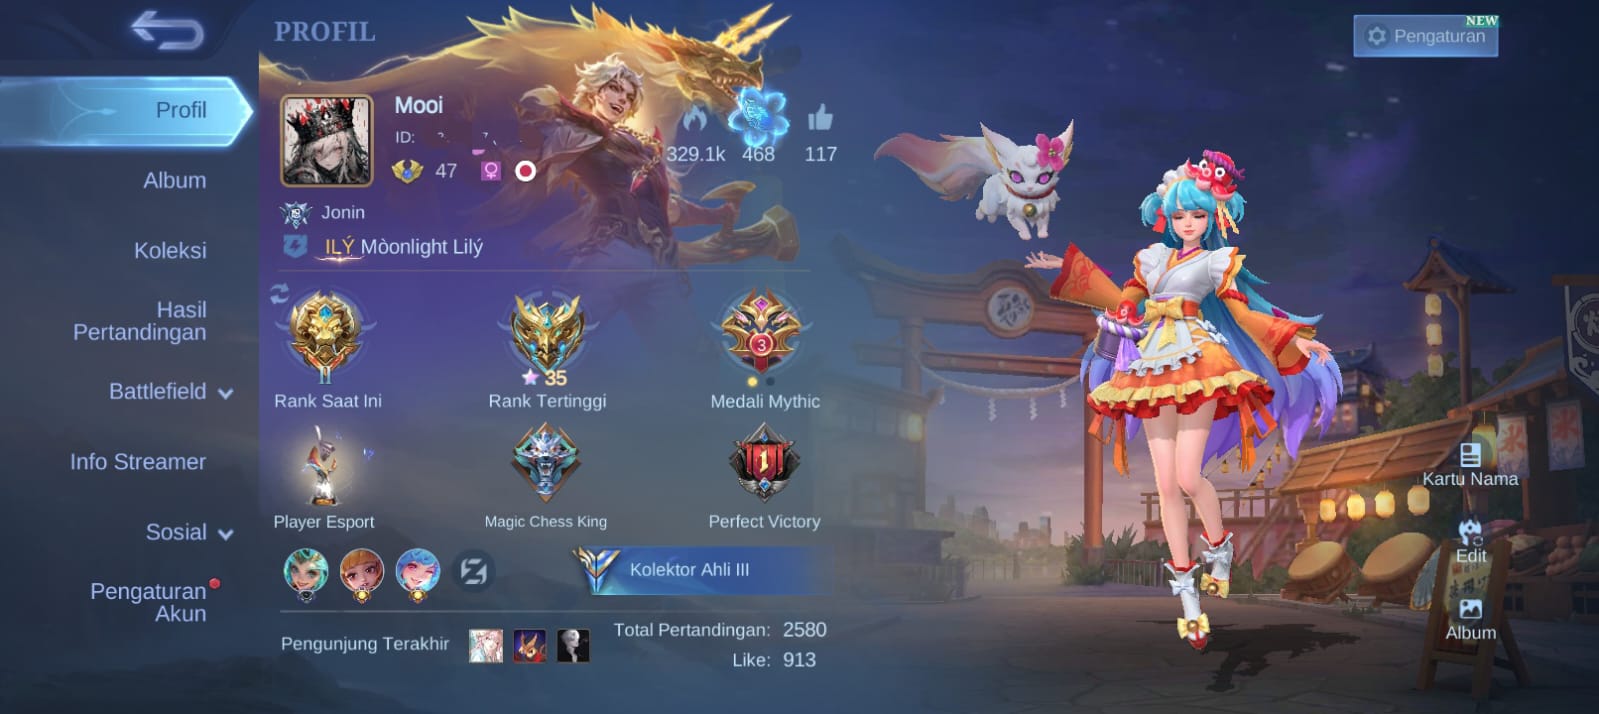 PROFIL
NEW
Pengaturan
Profil
Album
Koleksi
Hasil
Pertandingan
Battlefield
Info Streamer
Sosial
Pengaturan
Akun
Mooi
ID:
47
329.1k
468
117
Jonin
ILÝ Mòonlight Lilý
II
Rank Saat Ini
35
Rank Tertinggi
3
Medali Mythic
Player Esport
Magic Chess King
1
Perfect Victory
Kolektor Ahli III
Pengunjung Terakhir
Total Pertandingan: 2580
Like: 913
Kartu Nama
Edit
Album